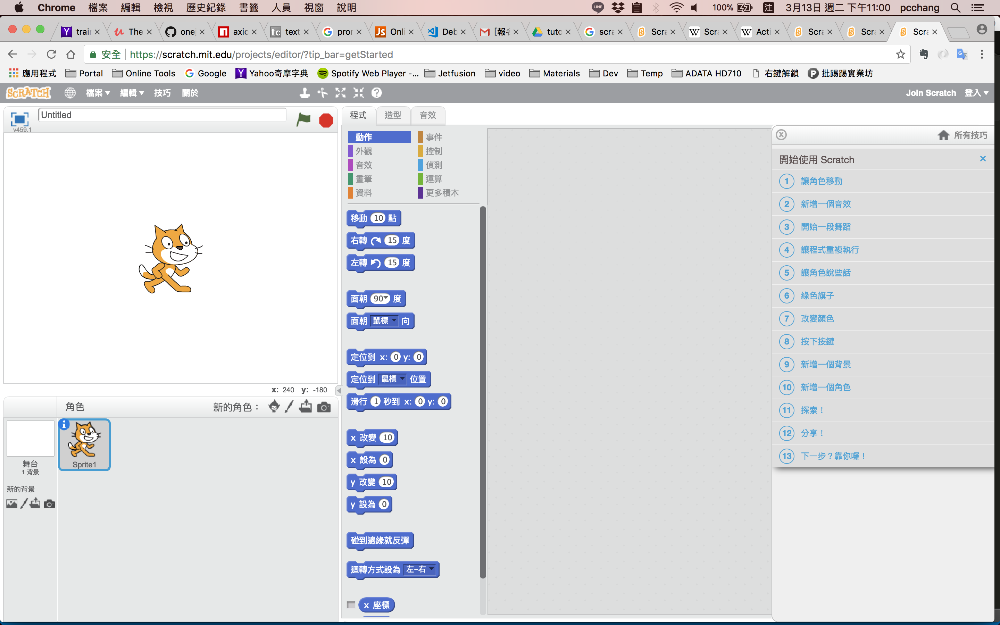 Chrome 檔案 編輯 檢視 歷史紀錄 書籤 人員 視窗 說明 LINE 100% 注 3月13日 週二 下午11:00 pcchang
trair The onej axic text pror Onli Deb tuto scra Scra Scra Acti Scra Scra Scra
安全 https://scratch.mit.edu/projects/editor/?tip_bar=getStarted
應用程式 Portal Online Tools Google Yahoo奇摩字典 Spotify Web Player -... Jetfusion video Materials Dev Temp ADATA HD710 右鍵解鎖 批踢踢實業坊
SCRATCH 檔案 編輯 技巧 關於 Join Scratch 登入
Untitled
v459.1
程式 造型 音效
動作 事件
外觀 控制
音效 偵測
畫筆 運算
資料 更多積木
移動 10 點
右轉 15 度
左轉 15 度
面朝 90 度
面朝 鼠標 向
定位到 x: 0 y: 0
定位到 鼠標 位置
滑行 1 秒到 x: 0 y: 0
x 改變 10
x 設為 0
y 改變 10
y 設為 0
碰到邊緣就反彈
迴轉方式設為 左-右
x 座標
x: 240 y: -180
角色 新的角色：
Sprite1
舞台
1 背景
新的背景
所有技巧
開始使用 Scratch
1 讓角色移動
2 新增一個音效
3 開始一段舞蹈
4 讓程式重複執行
5 讓角色說些話
6 綠色旗子
7 改變顏色
8 按下按鍵
9 新增一個背景
10 新增一個角色
11 探索！
12 分享！
13 下一步？靠你囉！